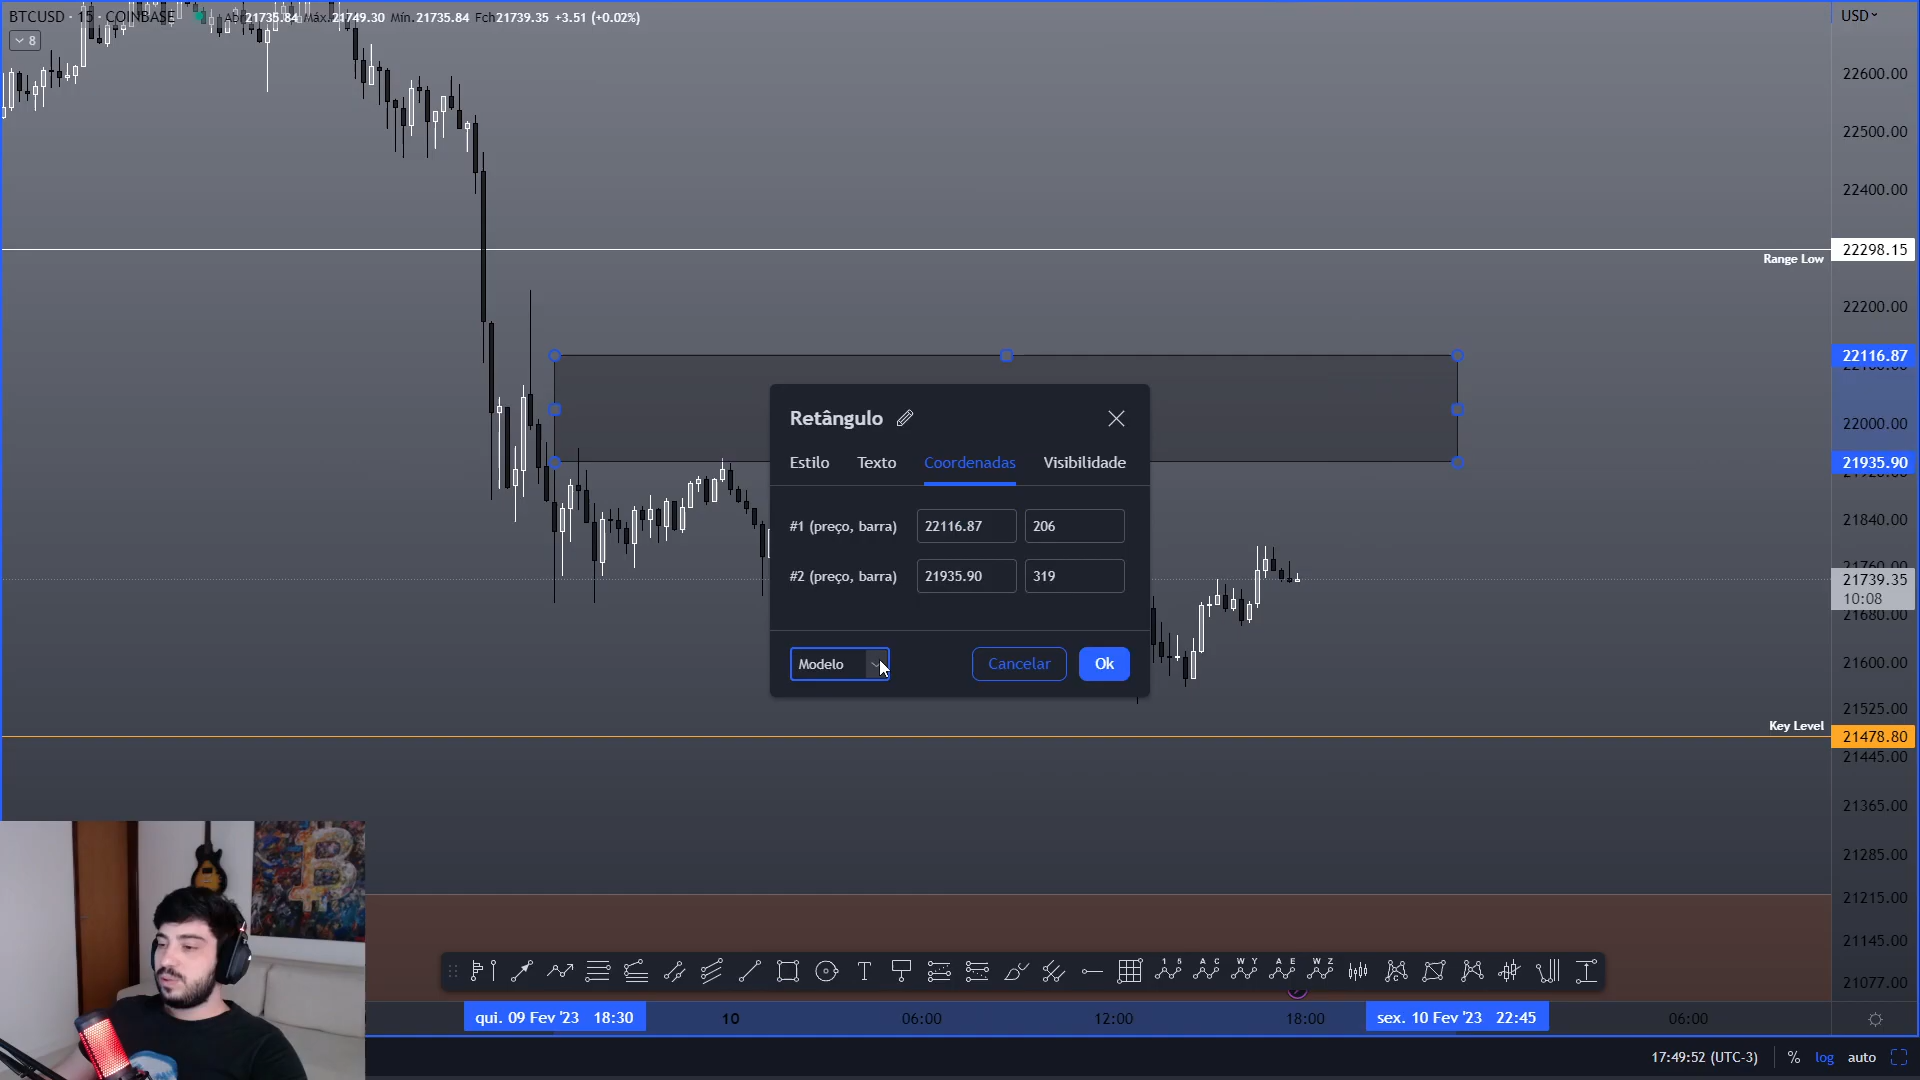 BTCUSD · 15 · COINBASE Abr 21735.84 Máx. 21749.30 Mín. 21735.84 Fch 21739.35 +3.51 (+0.02%)
USD
8
22600.00
22500.00
22400.00
22298.15
Range Low
22200.00
22116.87
22000.00
21935.90
21840.00
21739.35
10:08
21680.00
21600.00
21525.00
Key Level
21478.80
21445.00
21365.00
21285.00
21215.00
21145.00
21077.00
Retângulo
Estilo Texto Coordenadas Visibilidade
#1 (preço, barra) 22116.87 206
#2 (preço, barra) 21935.90 319
Modelo Cancelar Ok
qui. 09 Fev '23 18:30 10 06:00 12:00 18:00 sex. 10 Fev '23 22:45 06:00
17:49:52 (UTC-3) % log auto